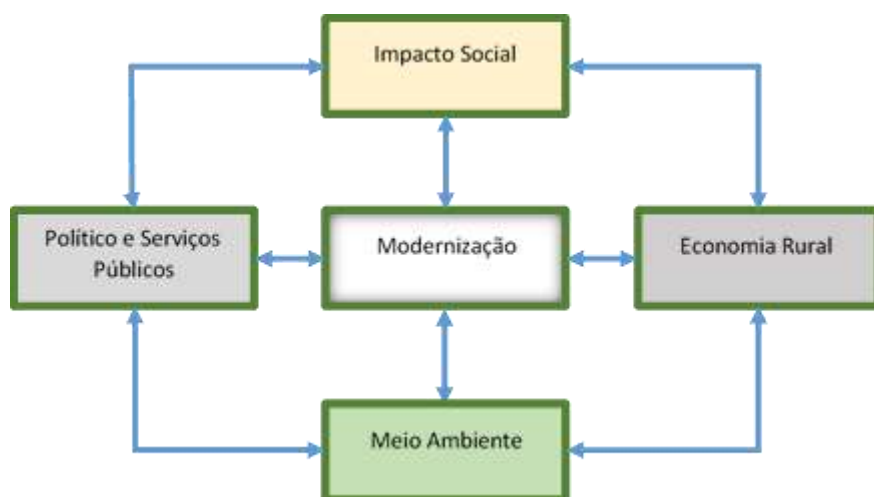 Impacto Social
Político e Serviços
Públicos
Modernização
Economia Rural
Meio Ambiente